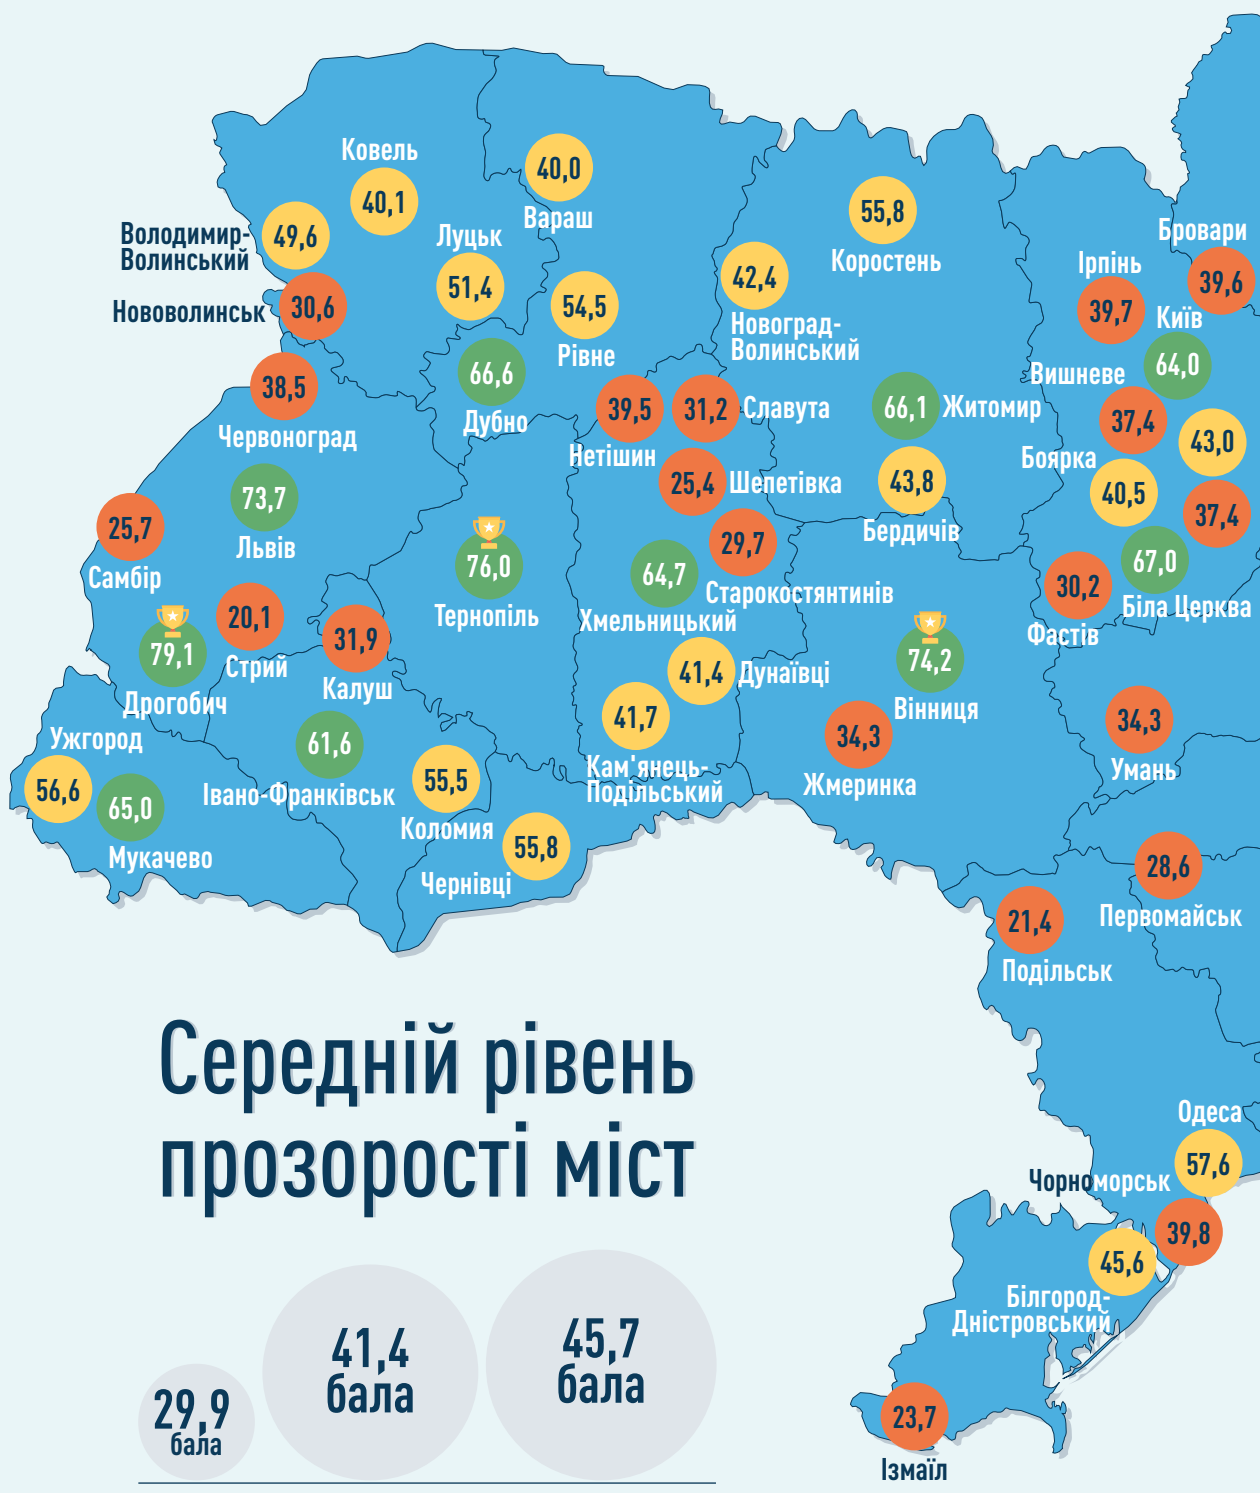 Ковель
40,1
40,0
Вараш
55,8
Коростень
Володимир-
Волинський
49,6
Луцьк
51,4
Бровари
39,6
Ірпінь
39,7
42,4
Новоград-
Волинський
Нововолинськ
30,6
54,5
Рівне
Київ
64,0
66,6
Дубно
38,5
Червоноград
39,5
Нетішин
31,2
Славута
66,1
Житомир
Вишневе
37,4
43,0
Боярка
40,5
25,4
Шепетівка
43,8
Бердичів
37,4
73,7
Львів
25,7
Самбір
76,0
Тернопіль
29,7
Старокостянтинів
64,7
Хмельницький
67,0
Біла Церква
30,2
Фастів
79,1
Дрогобич
20,1
Стрий
31,9
Калуш
74,2
Вінниця
41,4
Дунаївці
41,7
Кам'янець-
Подільський
34,3
Жмеринка
34,3
Умань
Ужгород
56,6
65,0
Мукачево
61,6
Івано-Франківськ
55,5
Коломия
55,8
Чернівці
28,6
Первомайськ
21,4
Подільськ
Середній рівень
прозорості міст
Одеса
57,6
Чорноморськ
39,8
45,6
Білгород-
Дністровський
23,7
Ізмаїл
29,9
бала
41,4
бала
45,7
бала